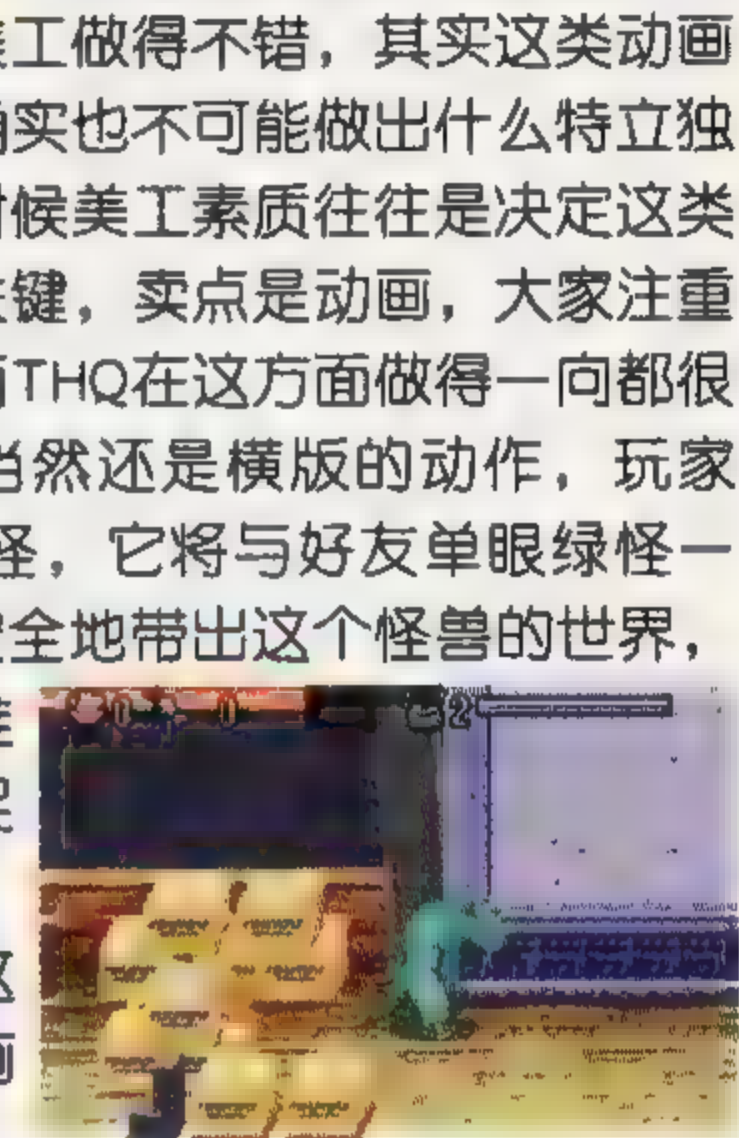 工做得不错，其实这类动画
实也不可能做出什么特立独
候美工素质往往是决定这类
键，卖点是动画，大家注重
THQ在这方面做得一向都很
当然还是横版的动作，玩家
怪，它将与好友单眼绿怪一
全地带出这个怪兽的世界，
0 0 2